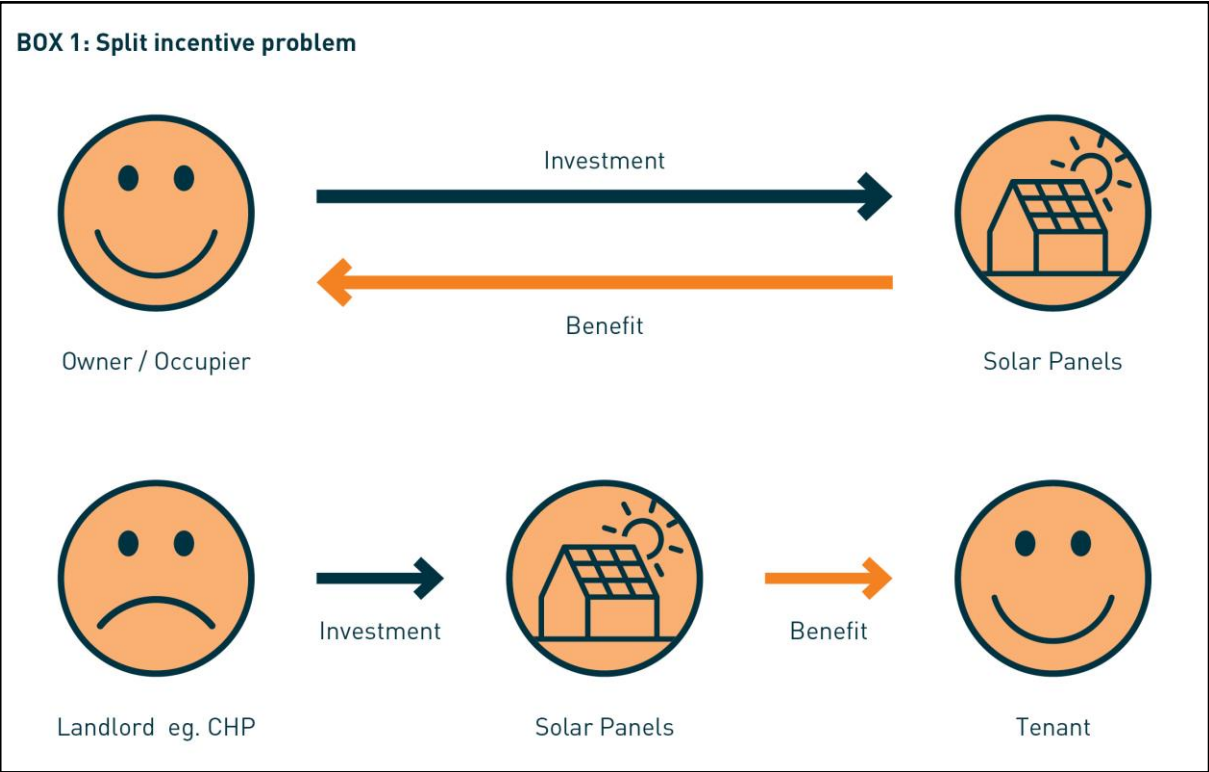 BOX 1: Split incentive problem
Investment
Benefit
Owner / Occupier
Solar Panels
Investment
Benefit
Landlord eg. CHP
Solar Panels
Tenant